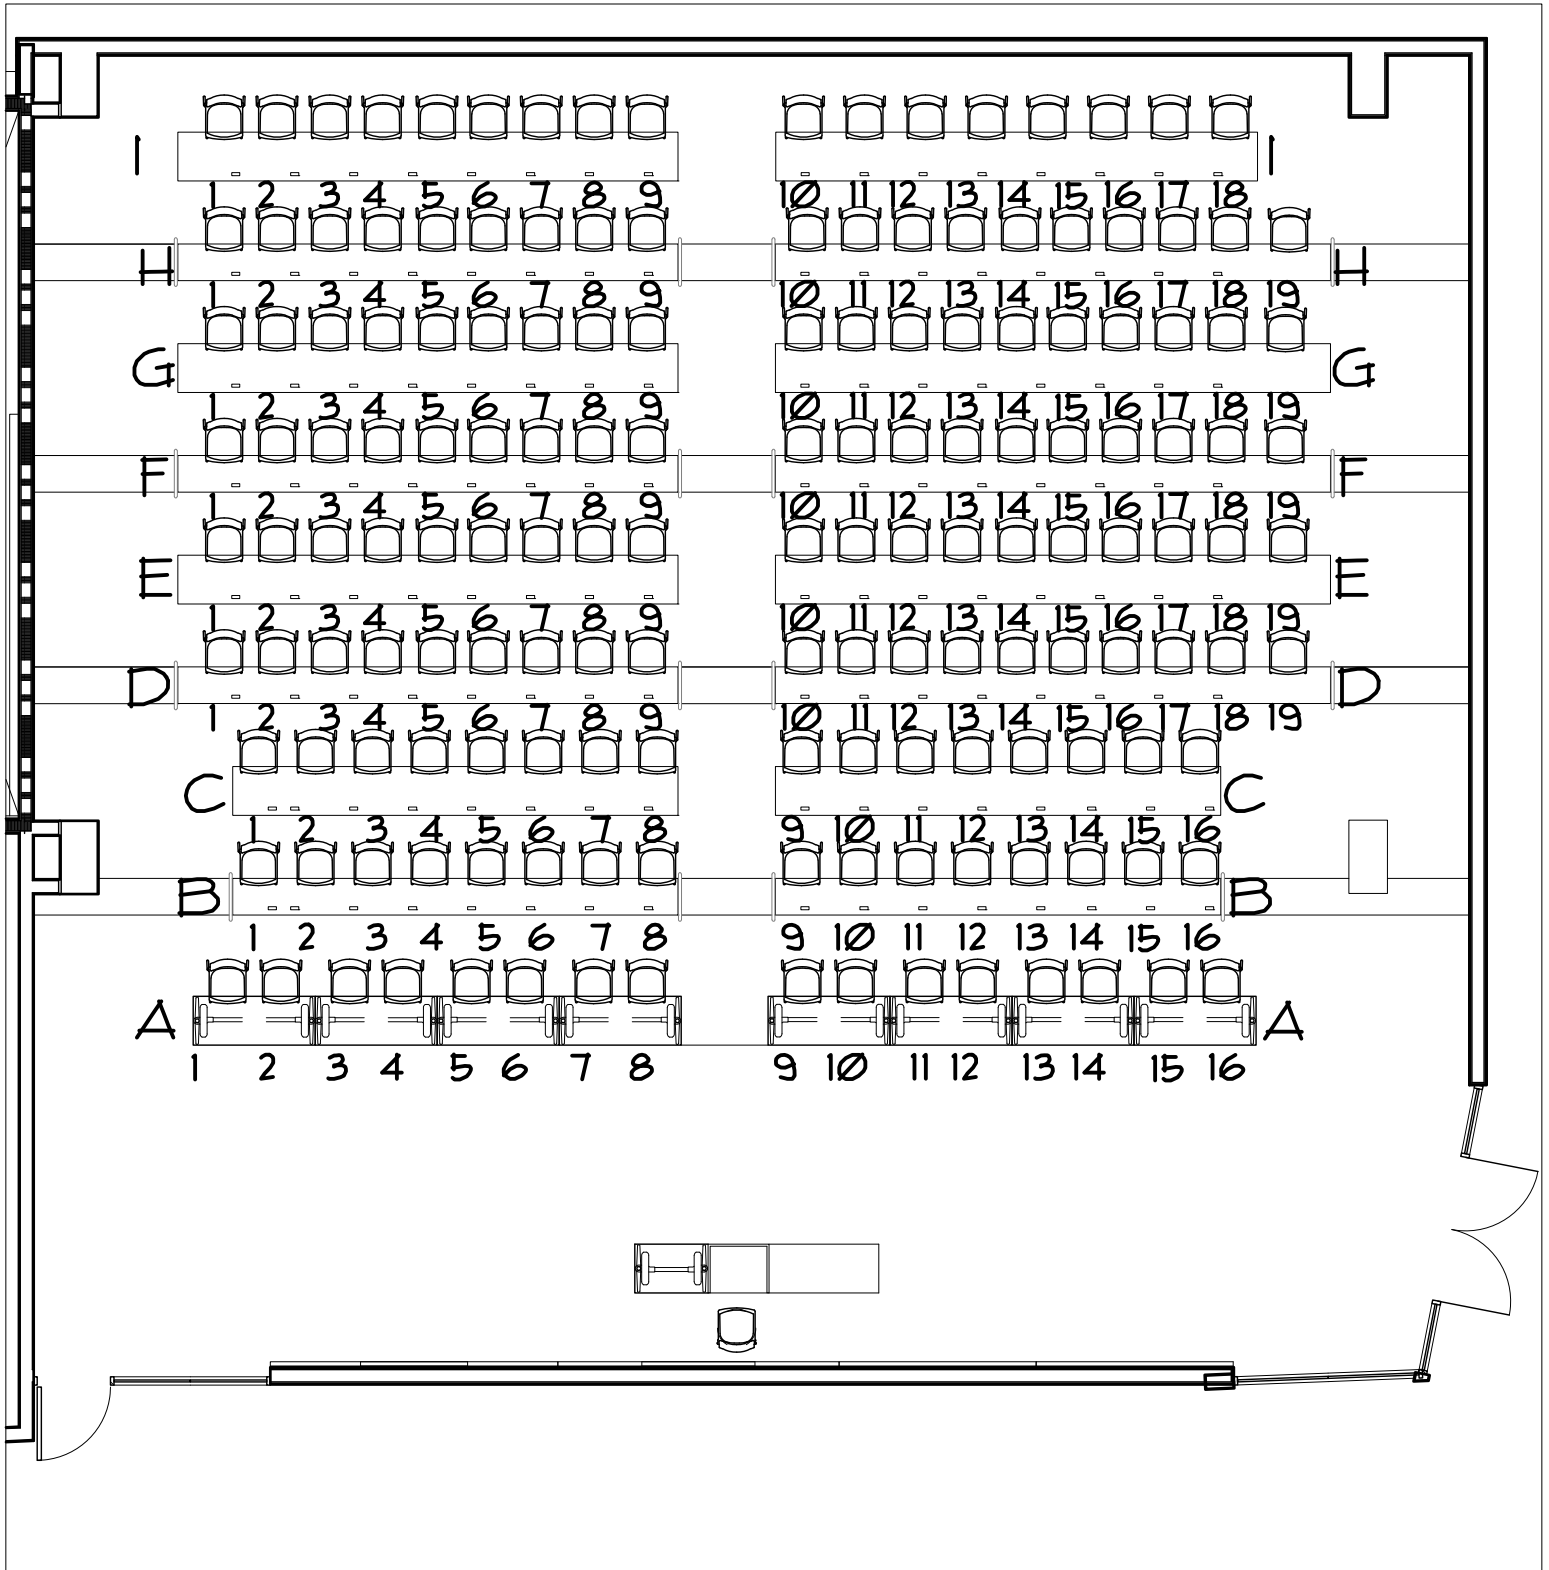 I I
1 2 3 4 5 6 7 8 9 10 11 12 13 14 15 16 17 18
H H
1 2 3 4 5 6 7 8 9 10 11 12 13 14 15 16 17 18 19
G G
1 2 3 4 5 6 7 8 9 10 11 12 13 14 15 16 17 18 19
F F
1 2 3 4 5 6 7 8 9 10 11 12 13 14 15 16 17 18 19
E E
1 2 3 4 5 6 7 8 9 10 11 12 13 14 15 16 17 18 19
D D
1 2 3 4 5 6 7 8 9 10 11 12 13 14 15 16 17 18 19
C C
1 2 3 4 5 6 7 8 9 10 11 12 13 14 15 16
B B
1 2 3 4 5 6 7 8 9 10 11 12 13 14 15 16
A A
1 2 3 4 5 6 7 8 9 10 11 12 13 14 15 16